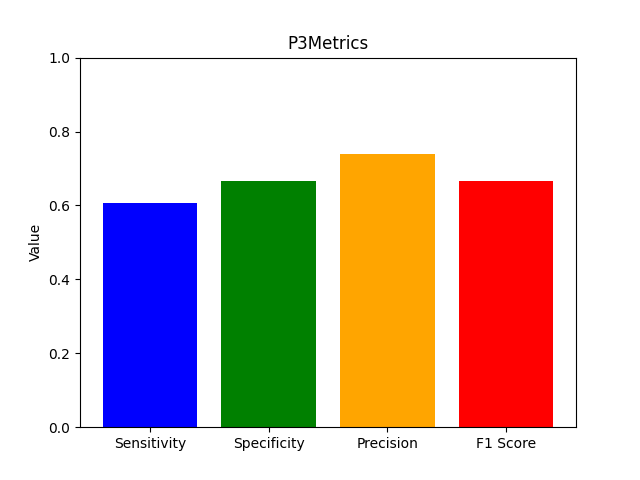 P3Metrics
1.0
0.8
0.6
0.4
0.2
0.0
Value
Sensitivity
Specificity
Precision
F1 Score